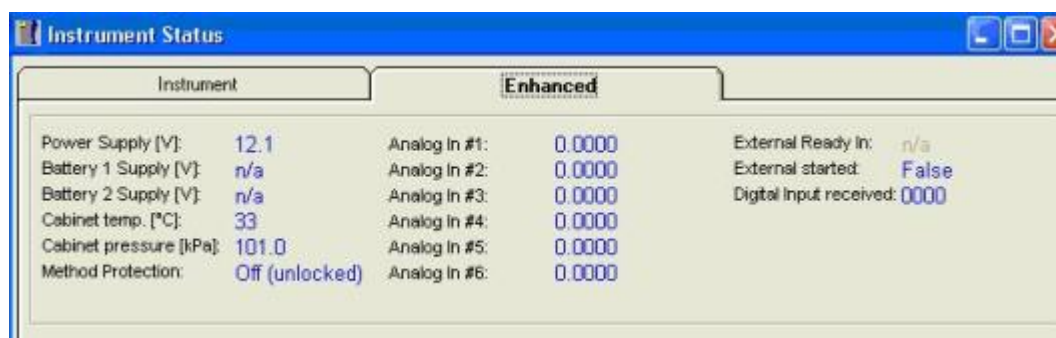 Instrument Status
Instrument Enhanced
Power Supply [V]: 12.1 Analog In #1: 0.0000 External Ready In: n/a
Battery 1 Supply [V]: n/a Analog In #2: 0.0000 External started: False
Battery 2 Supply [V]: n/a Analog In #3: 0.0000 Digital Input received: 0000
Cabinet temp. [°C]: 33 Analog In #4: 0.0000
Cabinet pressure [kPa]: 101.0 Analog In #5: 0.0000
Method Protection: Off (unlocked) Analog In #6: 0.0000